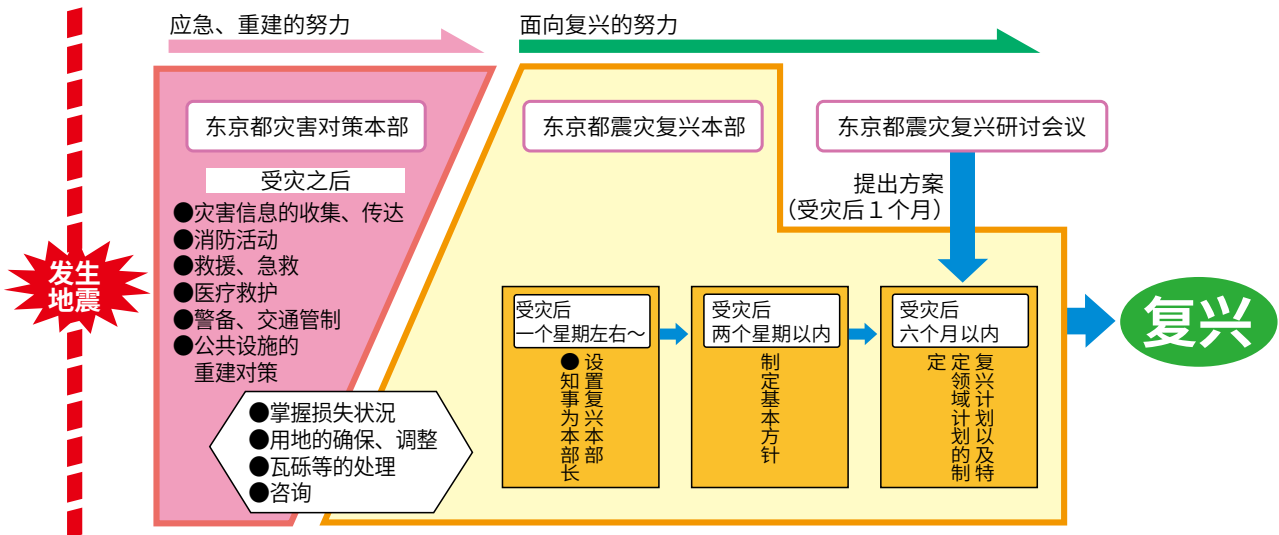 应急、重建的努力
面向复兴的努力
发生
地震
东京都灾害对策本部
受灾之后
●灾害信息的收集、传达
●消防活动
●救援、急救
●医疗救护
●警备、交通管制
●公共设施的
重建对策
●掌握损失状况
●用地的确保、调整
●瓦砾等的处理
●咨询
东京都震灾复兴本部
东京都震灾复兴研讨会议
提出方案
（受灾后１个月）
受灾后
一个星期左右～
设置复兴本部
●知事为本部长
受灾后
两个星期以内
制定基本方针
受灾后
六个月以内
复兴计划以及特
定领域计划的制
定
复兴